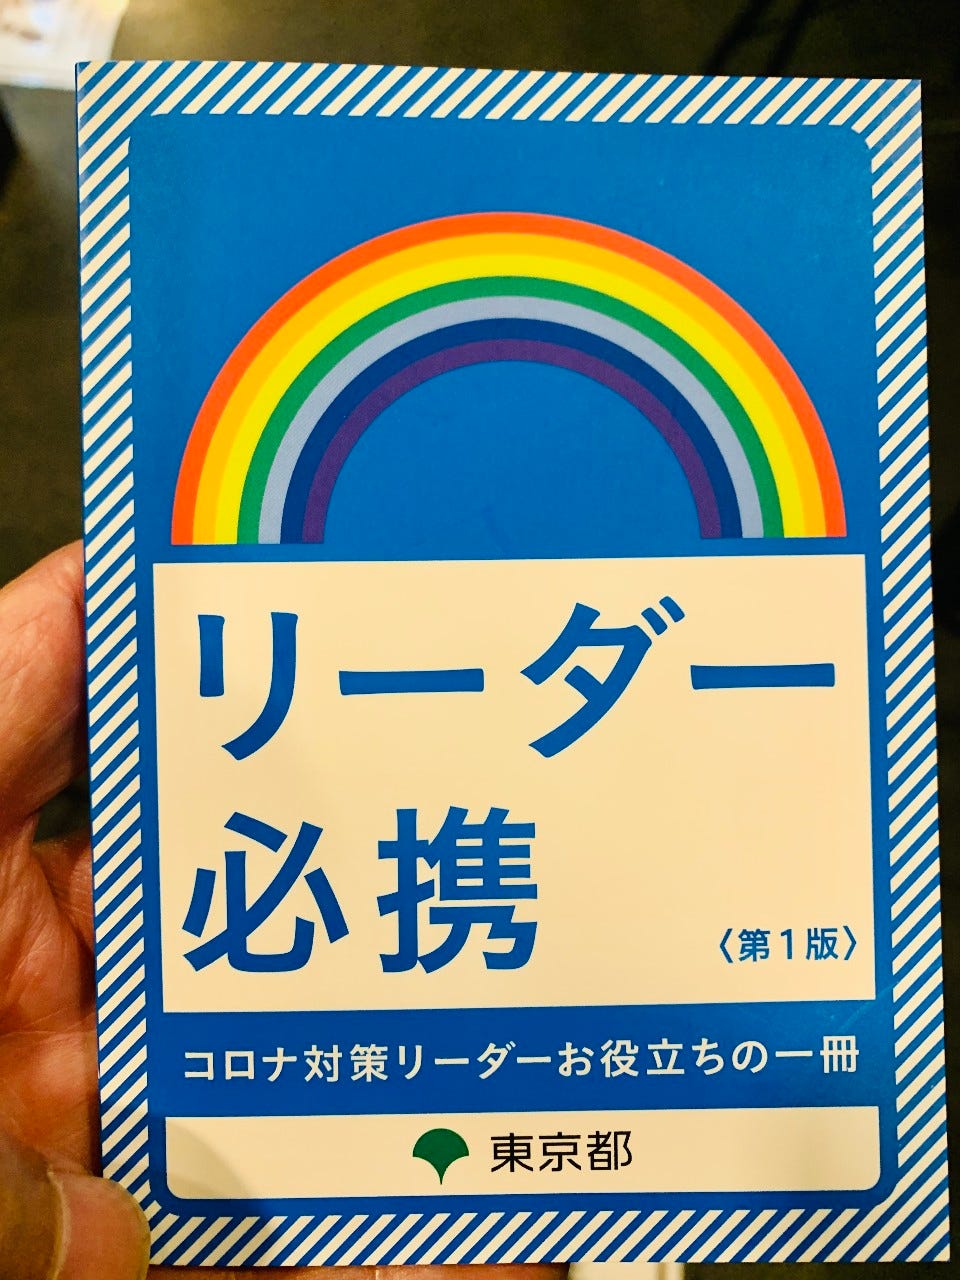 リーダー
必携
〈第1版〉
コロナ対策リーダーお役立ちの一冊
東京都